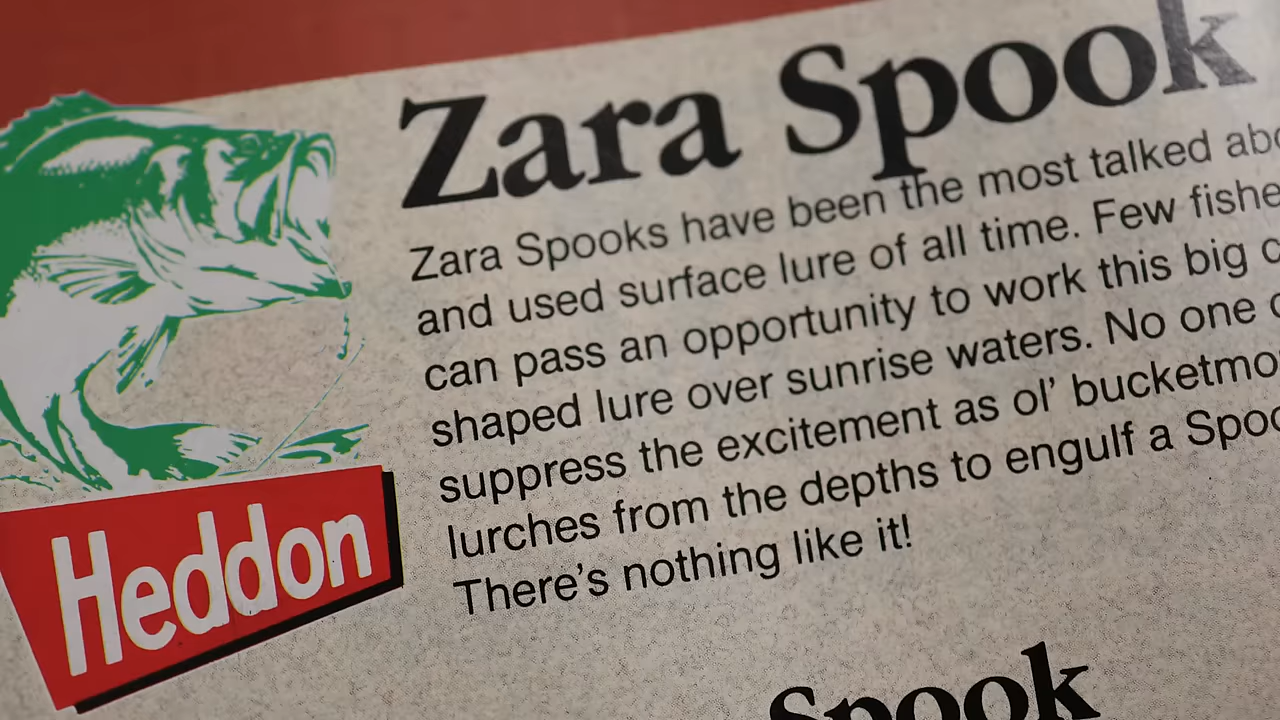 Zara Spook
Zara Spooks have been the most talked
and used surface lure of all time. Few
can pass an opportunity to work this big
shaped lure over sunrise waters. No one
suppress the excitement as ol’
lurches from the depths to engulf a
There’s nothing like it!
Heddon
Spook